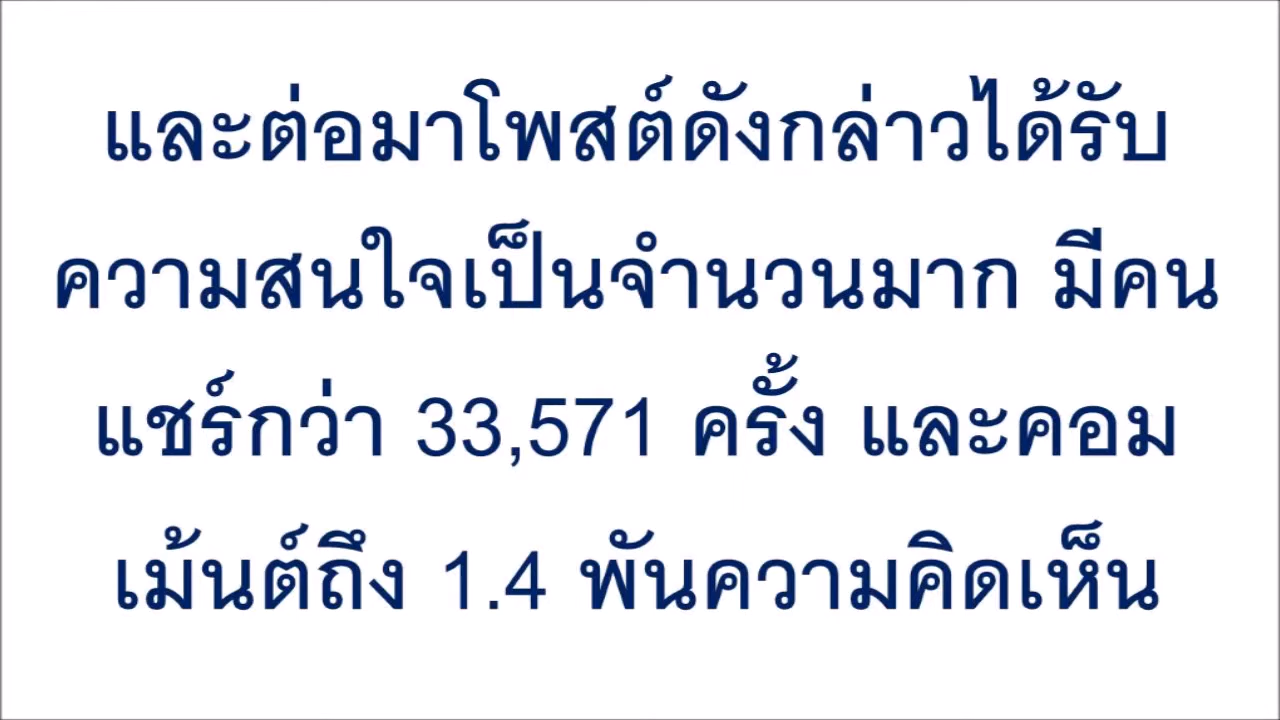 และต่อมาโพสต์ดังกล่าวได้รับ
ความสนใจเป็นจำนวนมาก มีคน
แชร์กว่า 33,571 ครั้ง และคอม
เม้นต์ถึง 1.4 พันความคิดเห็น